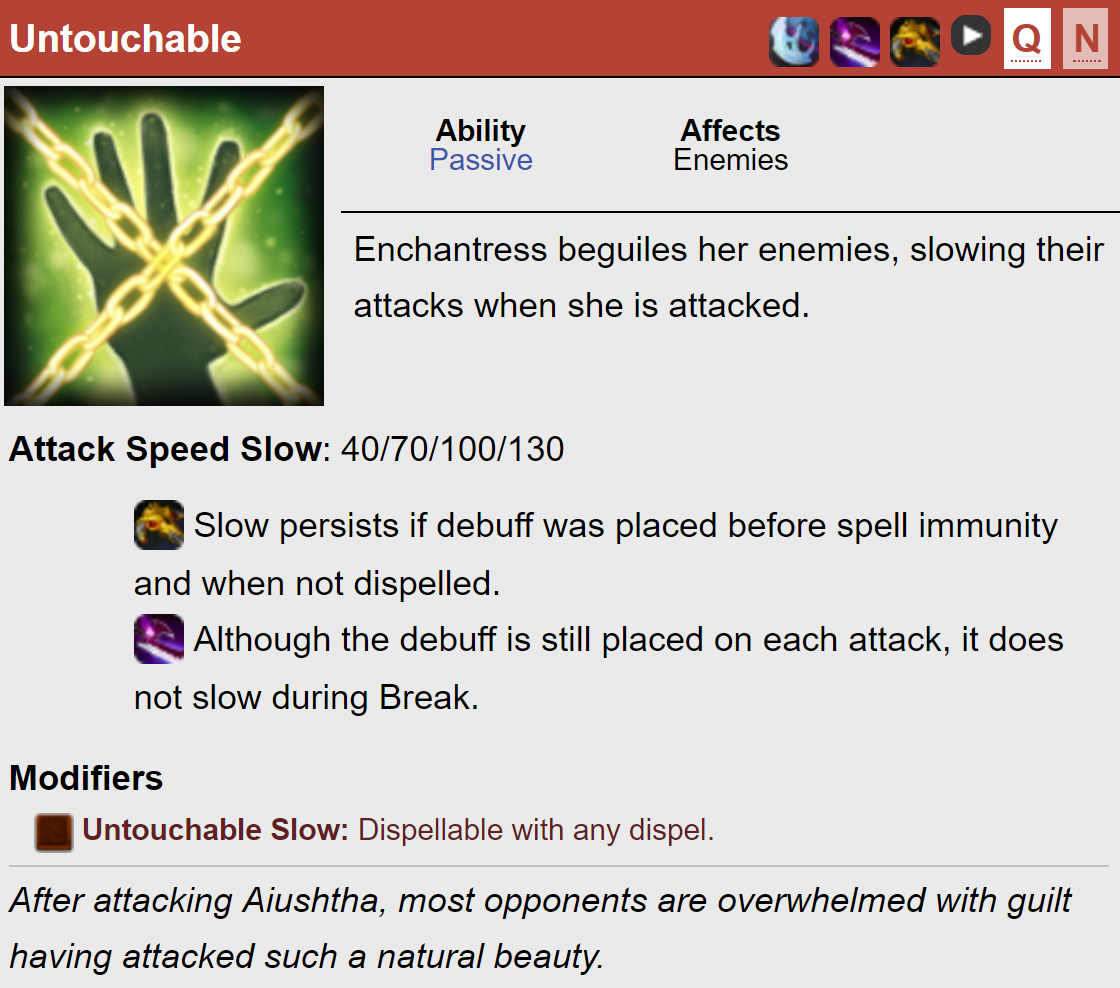 Untouchable
Q N
Ability
Passive
Affects
Enemies
Enchantress beguiles her enemies, slowing their
attacks when she is attacked.
Attack Speed Slow: 40/70/100/130
Slow persists if debuff was placed before spell immunity
and when not dispelled.
Although the debuff is still placed on each attack, it does
not slow during Break.
Modifiers
Untouchable Slow: Dispellable with any dispel.
After attacking Aiushtha, most opponents are overwhelmed with guilt
having attacked such a natural beauty.